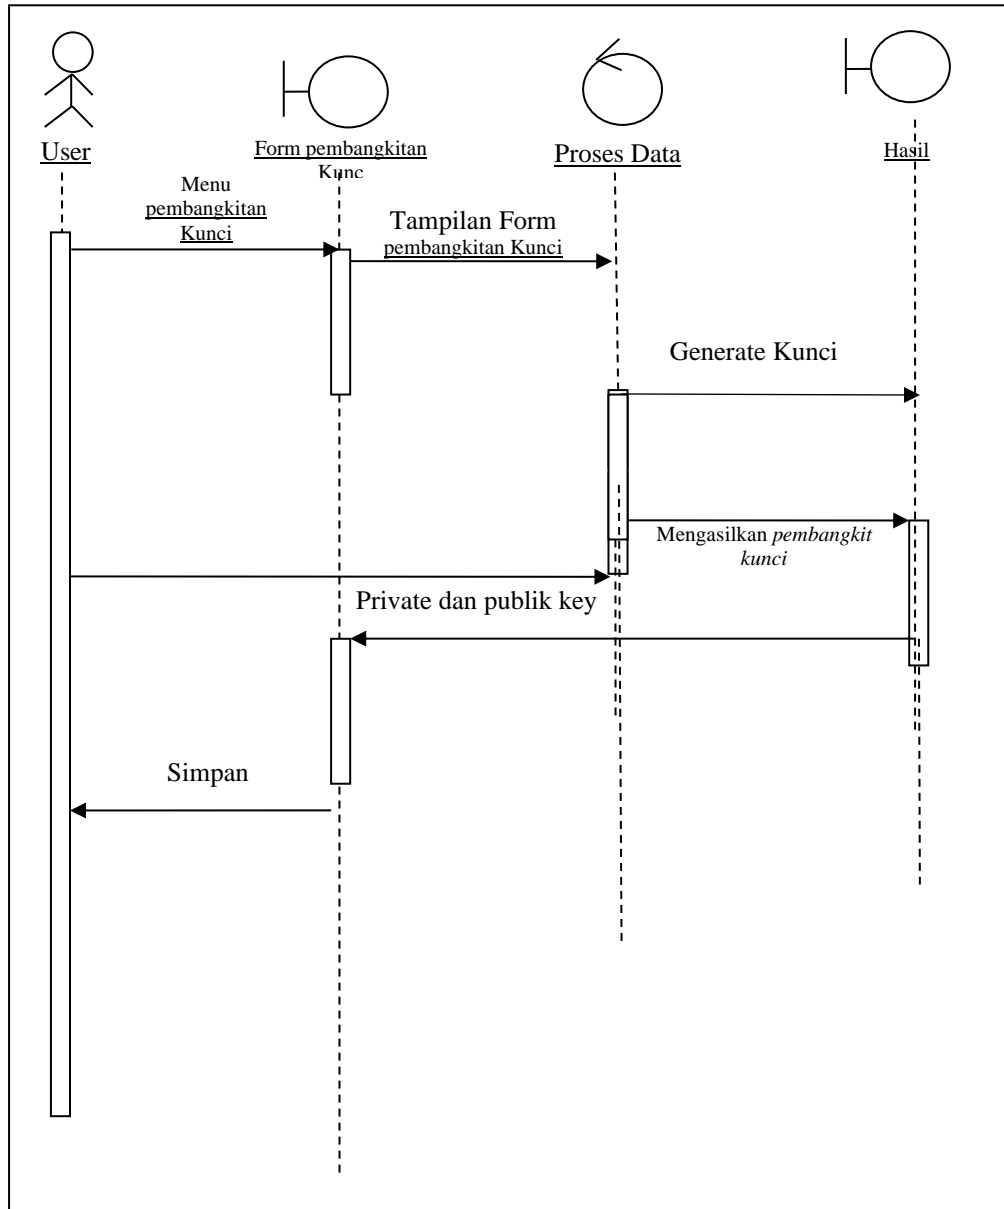 User
Form pembangkitan
Kunc
Proses Data
Hasil
Menu
pembangkitan
Kunci
Tampilan Form
pembangkitan Kunci
Generate Kunci
Mengasilkan pembangkit
kunci
Private dan publik key
Simpan